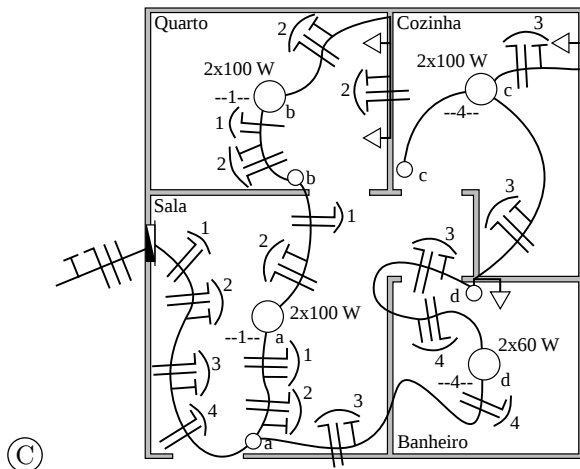 Quarto
Cozinha
2
3
2x100 W
2x100 W
--1--
b
2
c
--4--
1
2
b
c
Sala
3
1
1
3
2
2
d
2x100 W
--1--
a
2x60 W
3
1
4
--4--
d
2
4
3
4
a
Banheiro
C